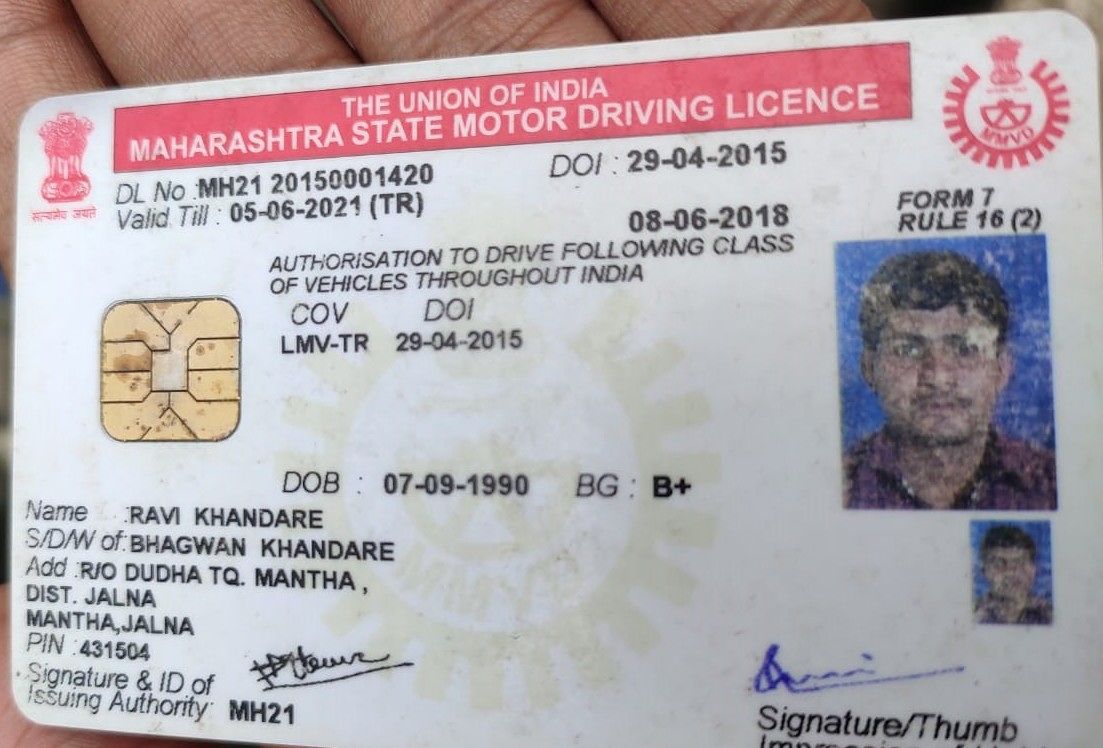 THE UNION OF INDIA
MAHARASHTRA STATE MOTOR DRIVING LICENCE
MMVD
सत्यमेव जयते
DL No : MH21 20150001420 DOI : 29-04-2015
Valid Till : 05-06-2021 (TR) 08-06-2018
FORM 7
RULE 16 (2)
AUTHORISATION TO DRIVE FOLLOWING CLASS
OF VEHICLES THROUGHOUT INDIA
COV DOI
LMV-TR 29-04-2015
DOB : 07-09-1990 BG : B+
Name : RAVI KHANDARE
S/D/W of : BHAGWAN KHANDARE
Add : R/O DUDHA TQ. MANTHA ,
DIST. JALNA
MANTHA,JALNA
PIN : 431504
Signature & ID of
Issuing Authority: MH21
Signature/Thumb